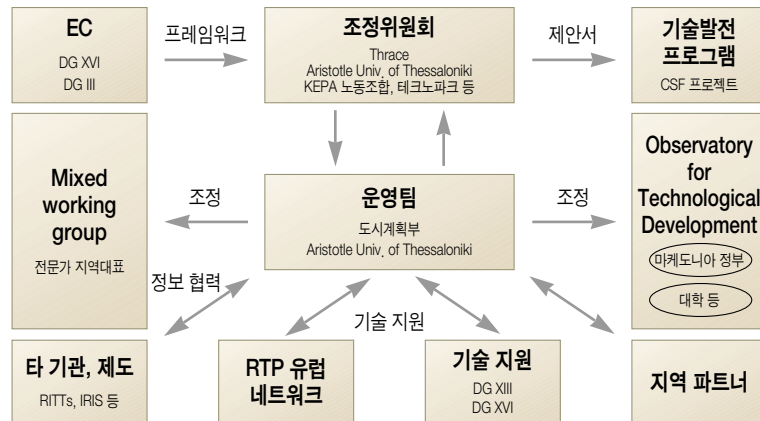 EC
DG XVI
DG III
프레임워크
조정위원회
Thrace
Aristotle Univ. of Thessaloniki
KEPA 노동조합, 테크노파크 등
제안서
기술발전
프로그램
CSF 프로젝트
Mixed
working
group
전문가 지역대표
조정
운영팀
도시계획부
Aristotle Univ. of Thessaloniki
조정
Observatory
for
Technological
Development
마케도니아 정부
대학 등
정보 협력
기술 지원
타 기관, 제도
RITTs, IRIS 등
RTP 유럽
네트워크
기술 지원
DG XIII
DG XVI
지역 파트너